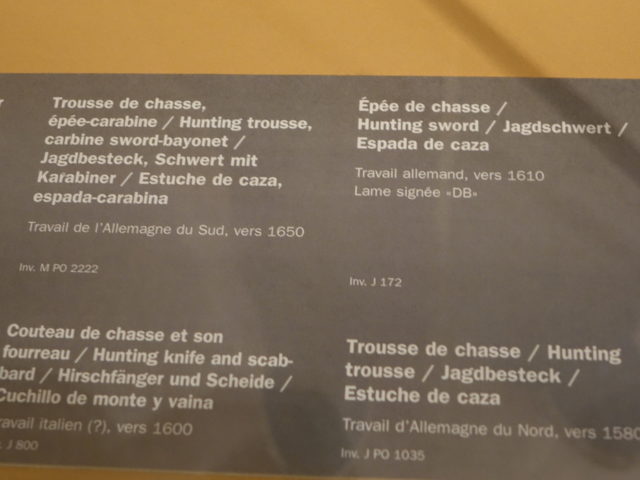 Trousse de chasse,
épée-carabine / Hunting trousse,
carbine sword-bayonet /
Jagdbesteck, Schwert mit
Karabiner / Estuche de caza,
espada-carabina
Travail de l'Allemagne du Sud, vers 1650
Inv. M PO 2222
Épée de chasse /
Hunting sword / Jagdschwert /
Espada de caza
Travail allemand, vers 1610
Lame signée «DB»
Inv. J 172
Couteau de chasse et son
fourreau / Hunting knife and scab-
bard / Hirschfänger und Scheide /
Cuchillo de monte y vaina
ravail italien (?), vers 1600
. J 800
Trousse de chasse / Hunting
trousse / Jagdbesteck /
Estuche de caza
Travail d'Allemagne du Nord, vers 1580
Inv. J PO 1035